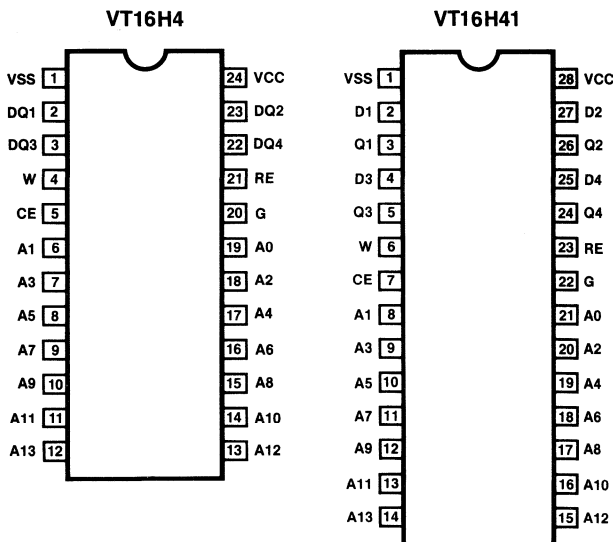 VT16H4
VSS 1 24 VCC
DQ1 2 23 DQ2
DQ3 3 22 DQ4
W 4 21 RE
CE 5 20 G
A1 6 19 A0
A3 7 18 A2
A5 8 17 A4
A7 9 16 A6
A9 10 15 A8
A11 11 14 A10
A13 12 13 A12
VT16H41
VSS 1 28 VCC
D1 2 27 D2
Q1 3 26 Q2
D3 4 25 D4
Q3 5 24 Q4
W 6 23 RE
CE 7 22 G
A1 8 21 A0
A3 9 20 A2
A5 10 19 A4
A7 11 18 A6
A9 12 17 A8
A11 13 16 A10
A13 14 15 A12